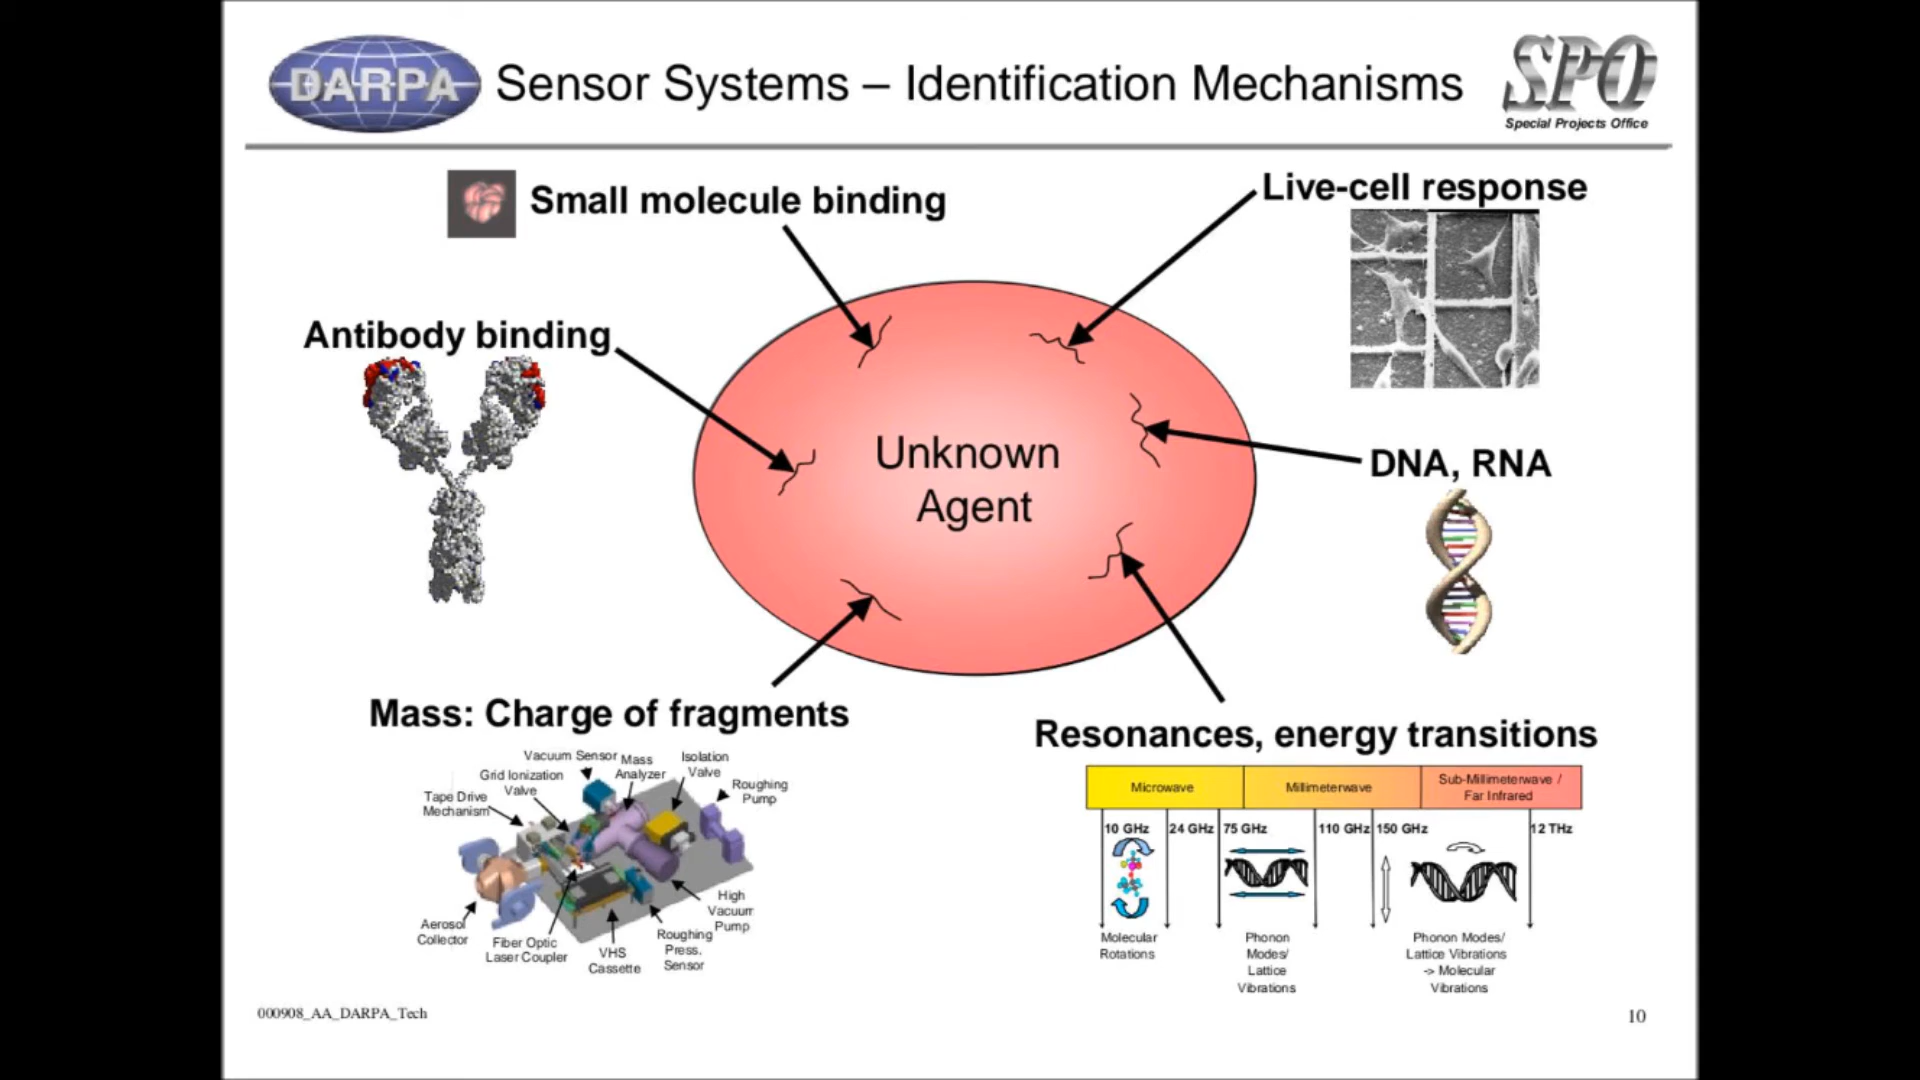 DARPA
Sensor Systems – Identification Mechanisms
SPO
Special Projects Office
Small molecule binding
Live-cell response
Antibody binding
Unknown
Agent
DNA, RNA
Mass: Charge of fragments
Vacuum Sensor
Mass
Analyzer
Isolation
Valve
Grid Ionization
Valve
Roughing
Pump
Tape Drive
Mechanism
Aerosol
Collector
Fiber Optic
Laser Coupler
VHS
Cassette
Roughing
Press.
Sensor
High
Vacuum
Pump
Resonances, energy transitions
Microwave
Millimeterwave
Sub-Millimeterwave /
Far Infrared
10 GHz
24 GHz
75 GHz
110 GHz
150 GHz
12 THz
Molecular
Rotations
Phonon
Modes/
Lattice
Vibrations
Phonon Modes/
Lattice Vibrations
-> Molecular
Vibrations
000908_AA_DARPA_Tech
10